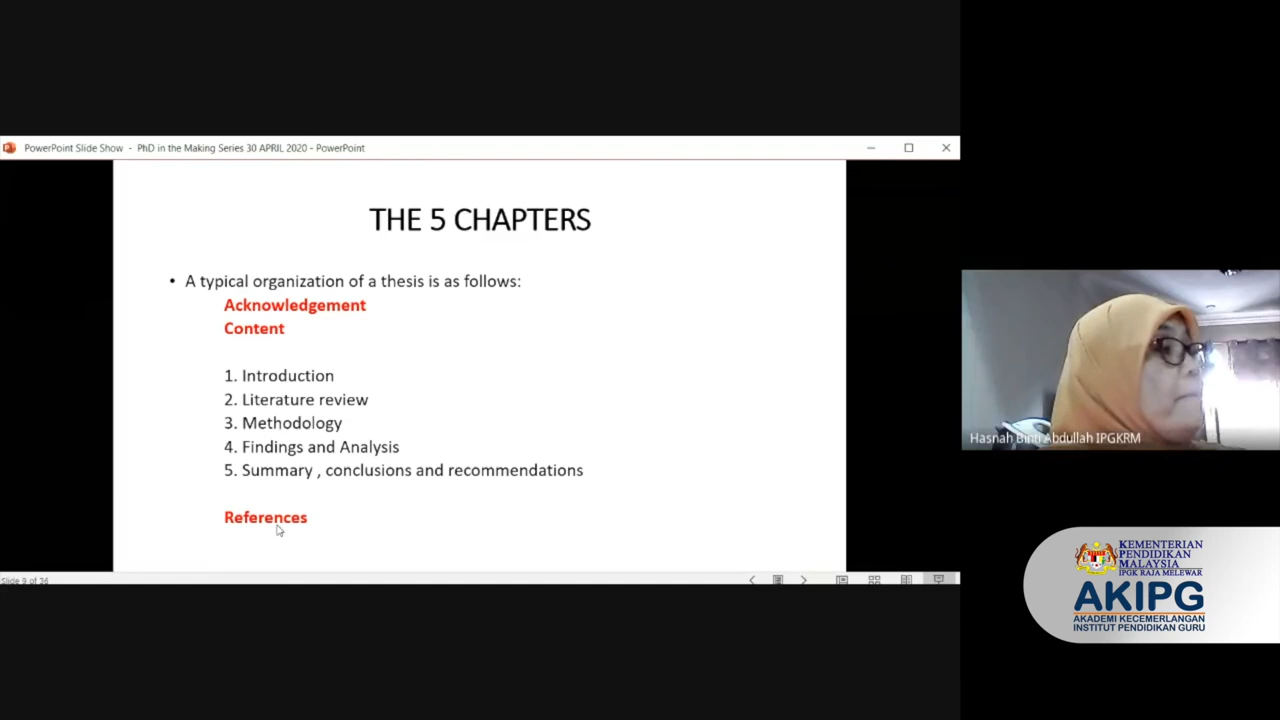 PowerPoint Slide Show - PhD in the Making Series 30 APRIL 2020 - PowerPoint
THE 5 CHAPTERS
• A typical organization of a thesis is as follows:
Acknowledgement
Content
1. Introduction
2. Literature review
3. Methodology
4. Findings and Analysis
5. Summary , conclusions and recommendations
References
Slide 9 of 36
Hasnah Binti Abdullah IPGKRM
KEMENTERIAN
PENDIDIKAN
MALAYSIA
IPGK RAJA MELEWAR
AKIPG
AKADEMI KECEMERLANGAN
INSTITUT PENDIDIKAN GURU